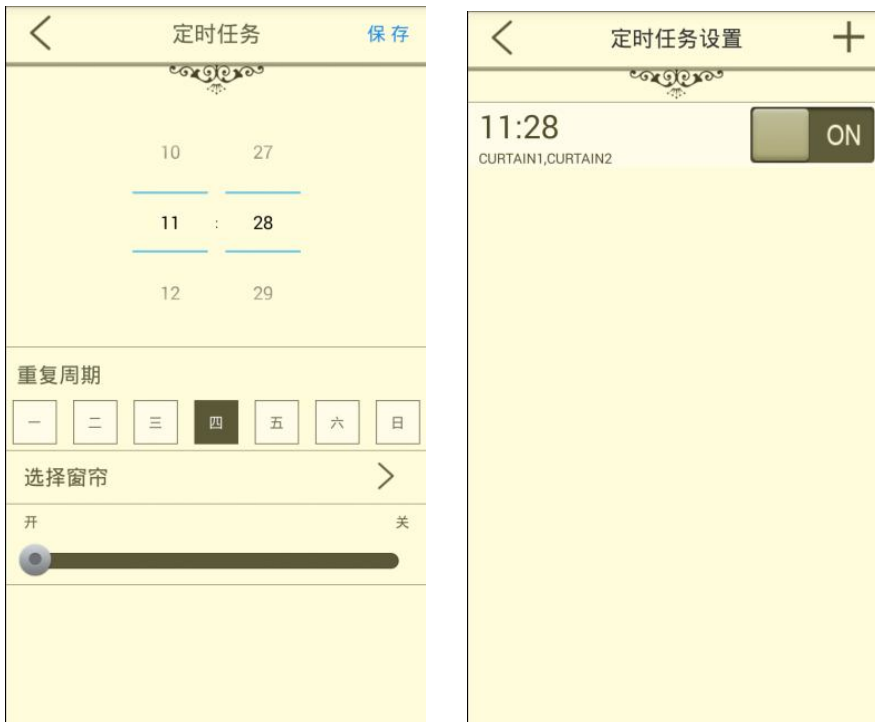 定时任务 保存
10 27
11 : 28
12 29
重复周期
一 二 三 四 五 六 日
选择窗帘
开 关
定时任务设置
11:28 ON
CURTAIN1,CURTAIN2